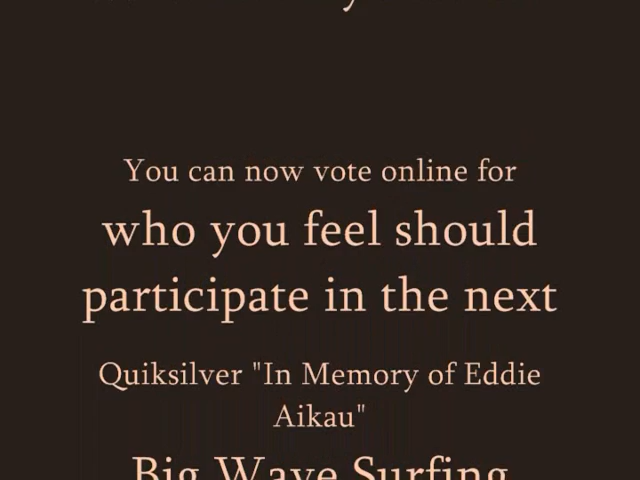 You can now vote online for
who you feel should
participate in the next
Quiksilver "In Memory of Eddie
Aikau"
Big Wave Surfing